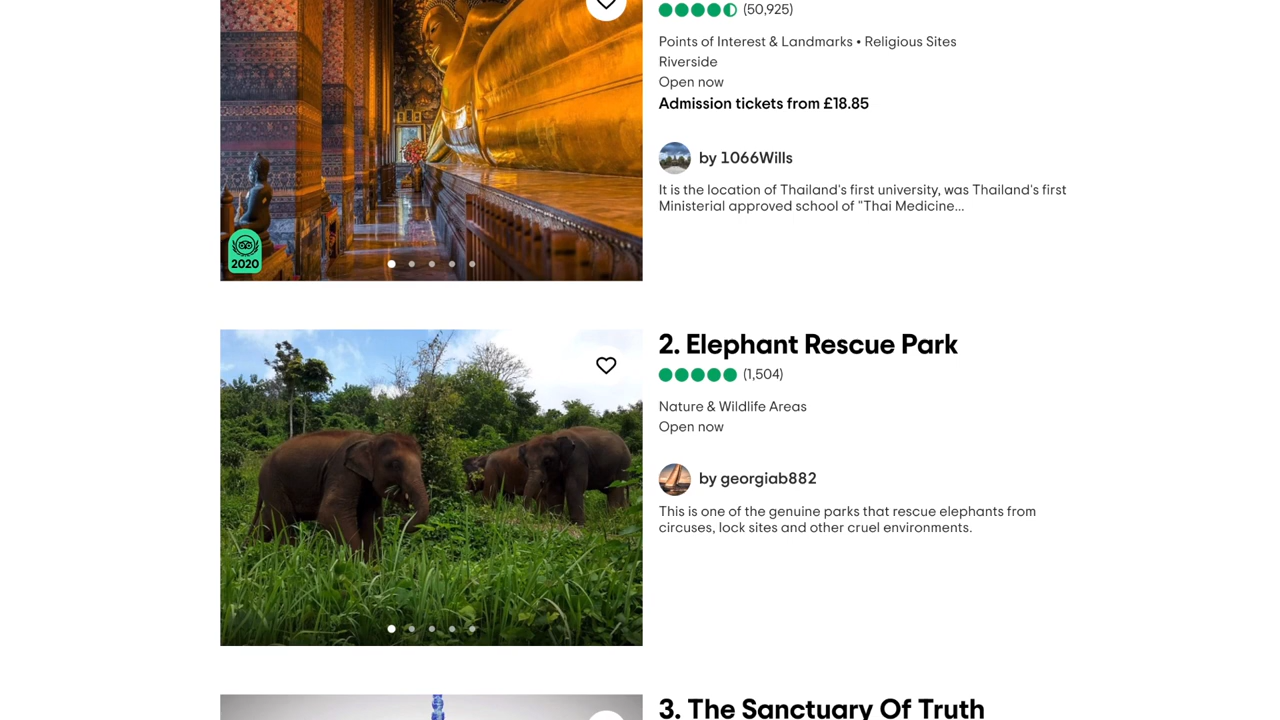 (50,925)
Points of Interest & Landmarks • Religious Sites
Riverside
Open now
Admission tickets from £18.85
by 1066Wills
It is the location of Thailand's first university, was Thailand's first
Ministerial approved school of "Thai Medicine...
2020
2. Elephant Rescue Park
(1,504)
Nature & Wildlife Areas
Open now
by georgiab882
This is one of the genuine parks that rescue elephants from
circuses, lock sites and other cruel environments.
3. The Sanctuary Of Truth